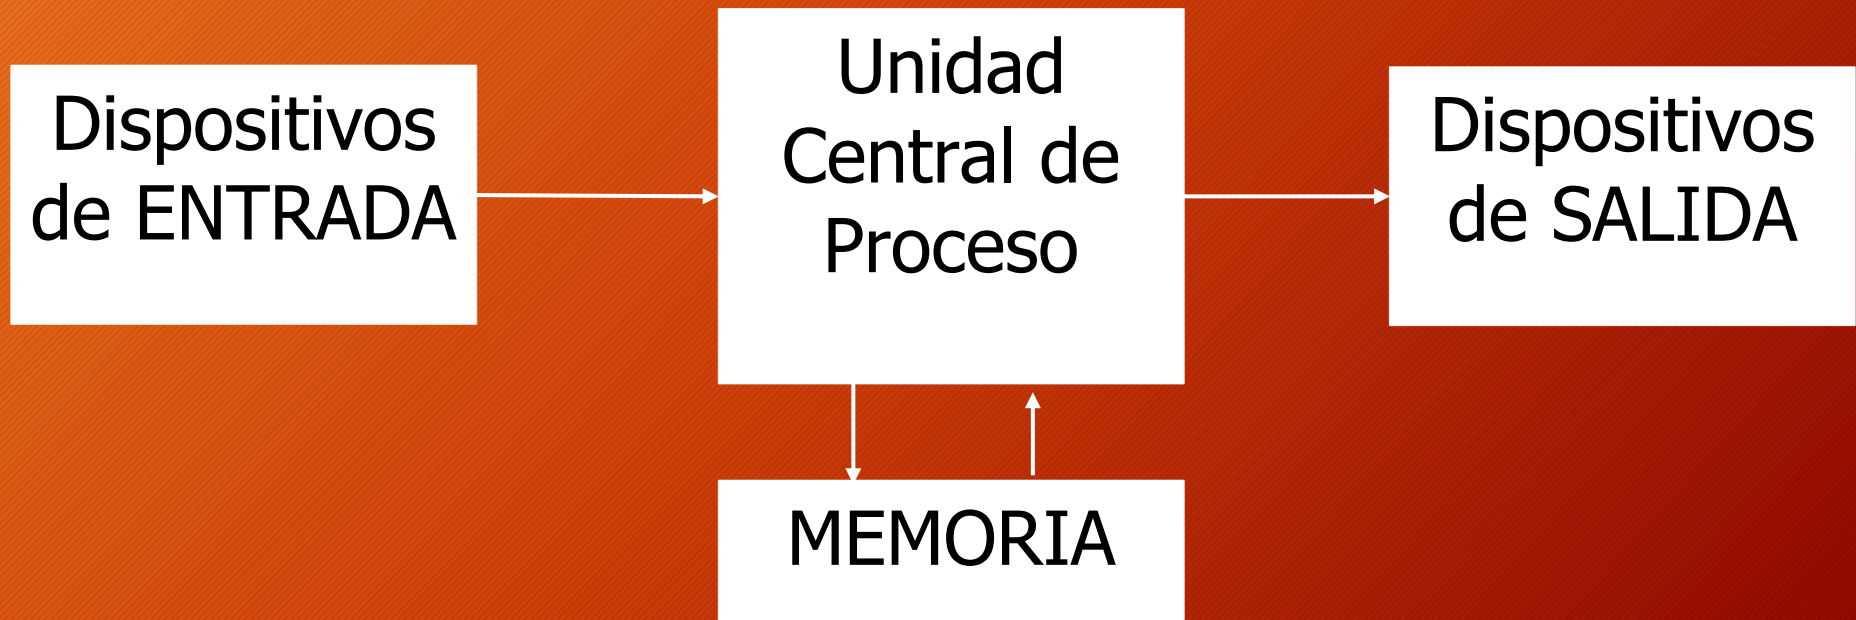 Dispositivos
de ENTRADA
Unidad
Central de
Proceso
Dispositivos
de SALIDA
MEMORIA